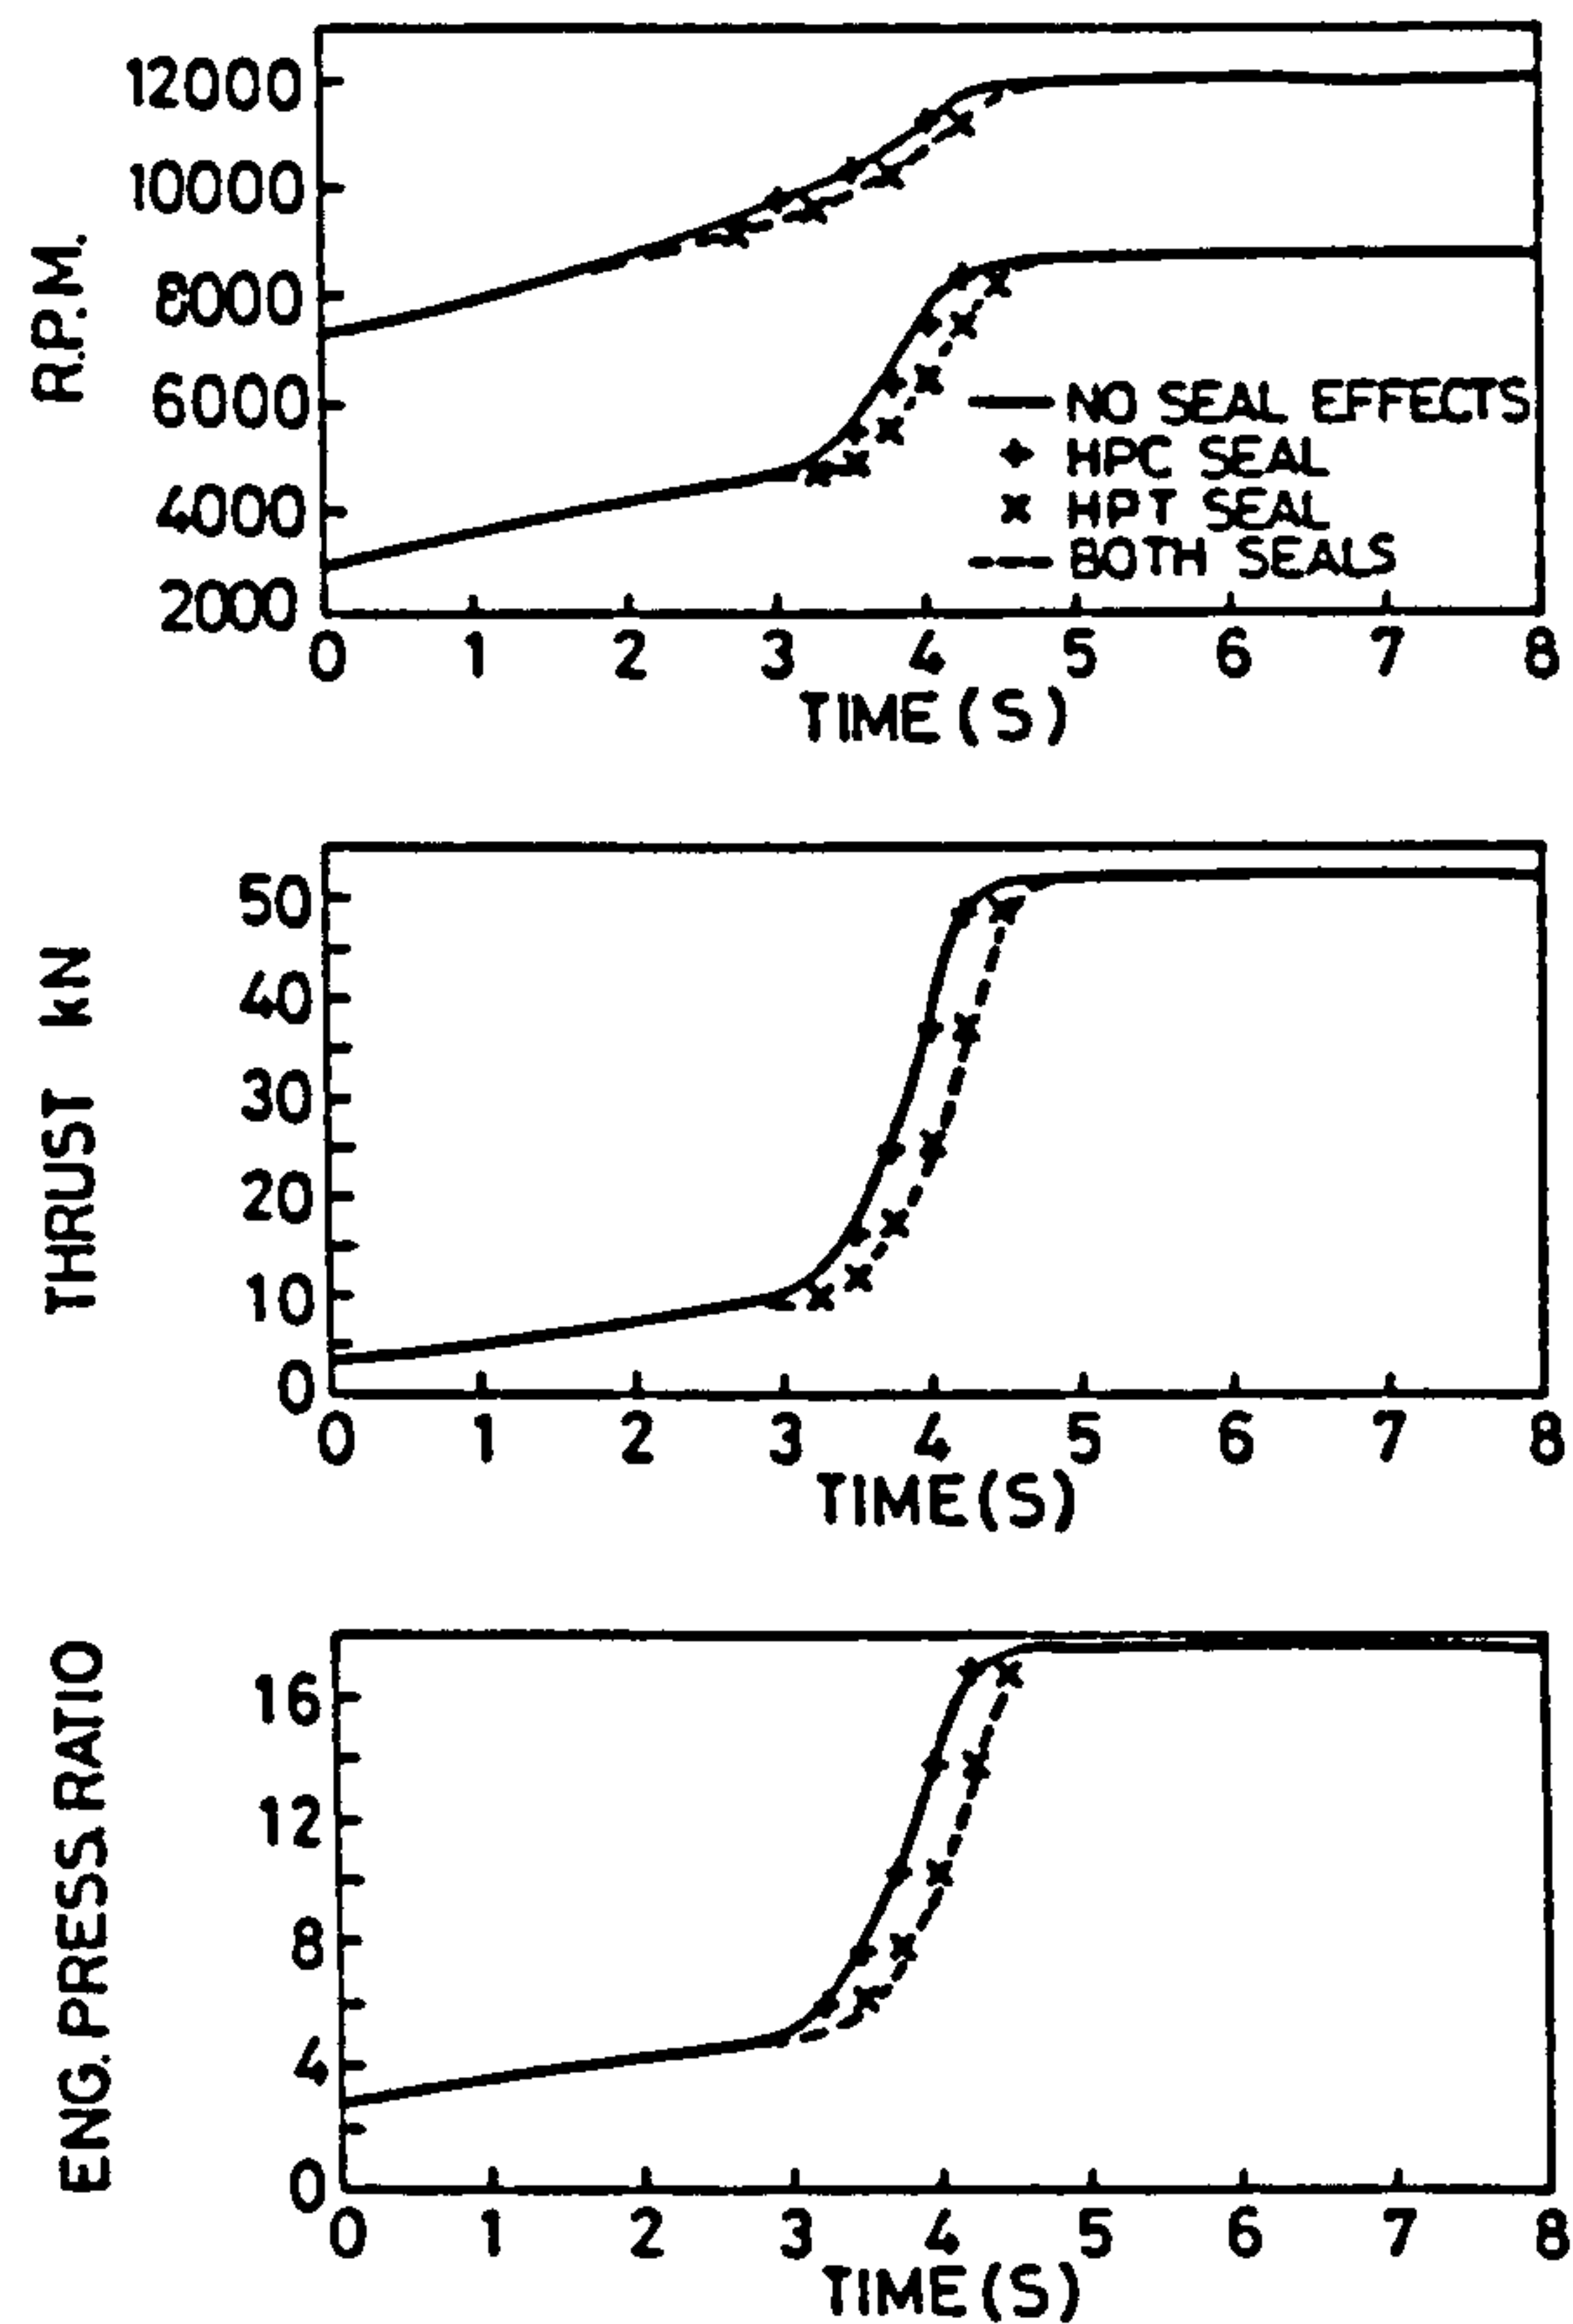 R.P.M.
12000
10000
8000
6000
4000
2000
NO SEAL EFFECTS
HPC SEAL
HPT SEAL
BOTH SEALS
0 1 2 3 4 5 6 7 8
TIME (S)
THRUST kN
50
40
30
20
10
0
0 1 2 3 4 5 6 7 8
TIME (S)
ENG. PRESS. RATIO
16
12
8
4
0
0 1 2 3 4 5 6 7 8
TIME (S)